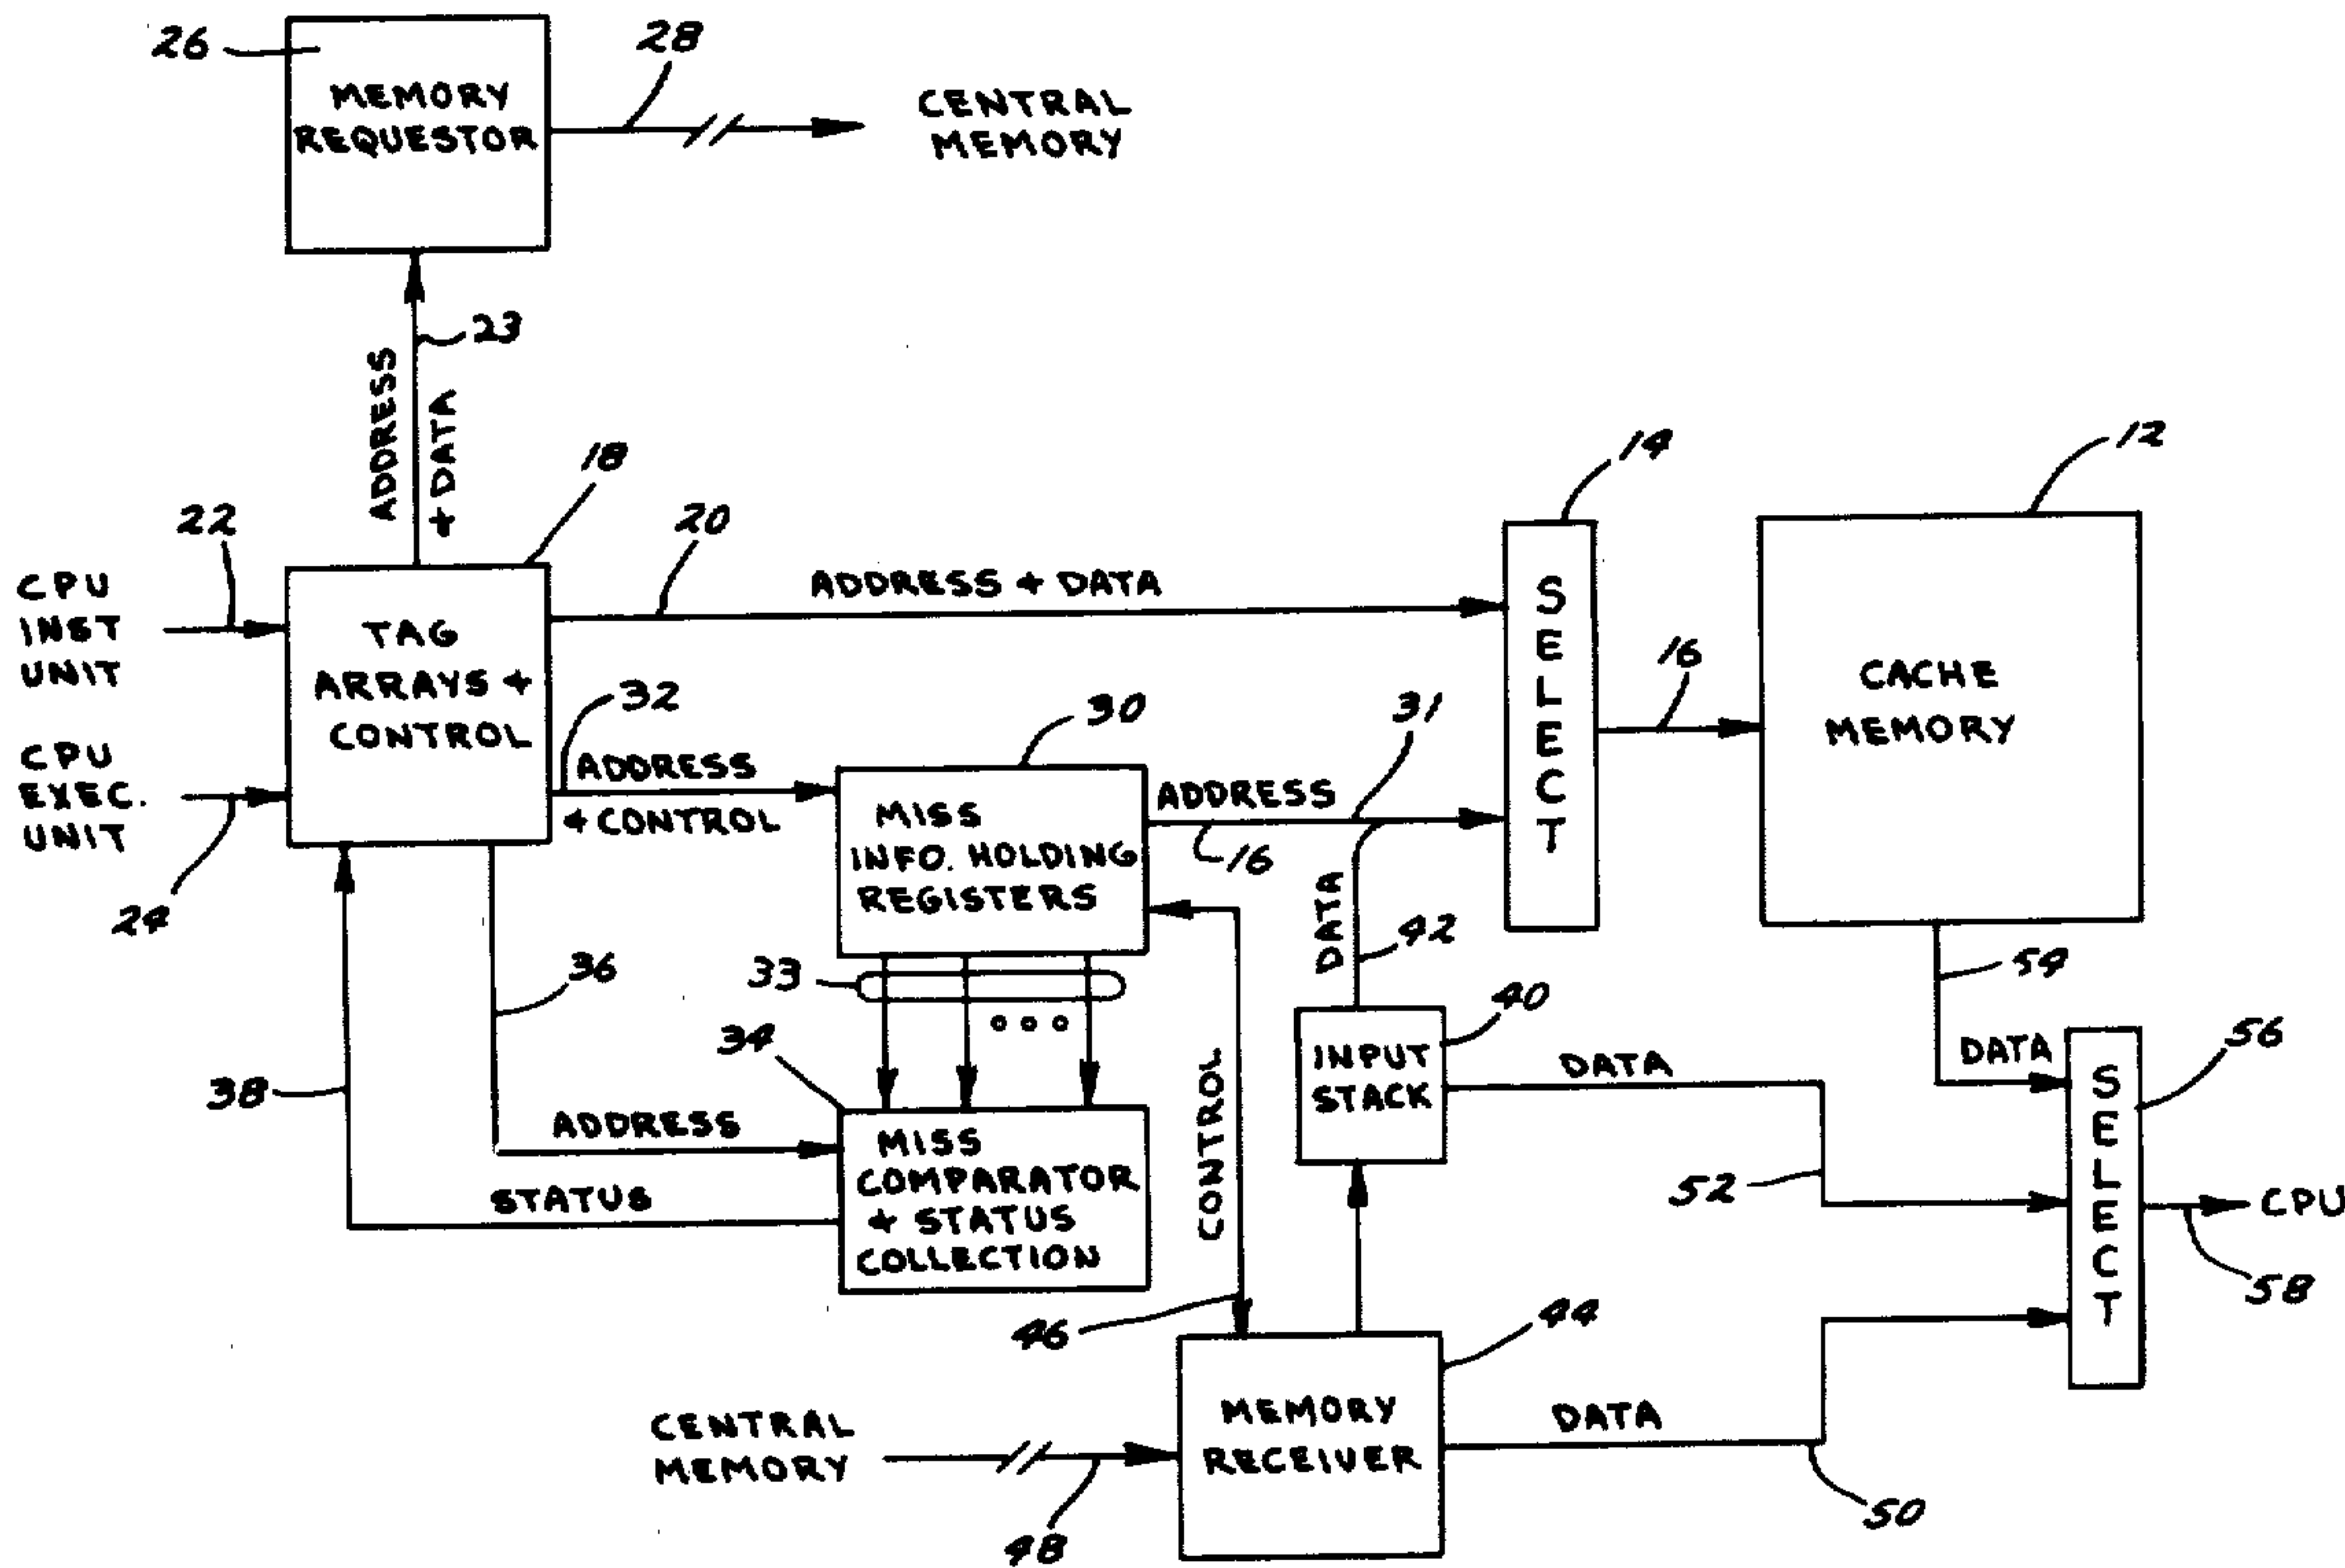 26
MEMORY
REQUESTOR
28
CENTRAL
MEMORY
23
ADDRESS
+ DATA
18
22
CPU
INST
UNIT
CPU
EXEC.
UNIT
24
TAG
ARRAYS +
CONTROL
20
ADDRESS + DATA
14
SELECT
12
16
CACHE
MEMORY
32
ADDRESS
+ CONTROL
30
MISS
INFO. HOLDING
REGISTERS
ADDRESS
31
16
DATA
42
33
36
34
38
ADDRESS
STATUS
MISS
COMPARATOR
+ STATUS
COLLECTION
CONTROL
46
40
INPUT
STACK
DATA
52
54
DATA
56
SELECT
CPU
58
44
MEMORY
RECEIVER
CENTRAL
MEMORY
48
DATA
50